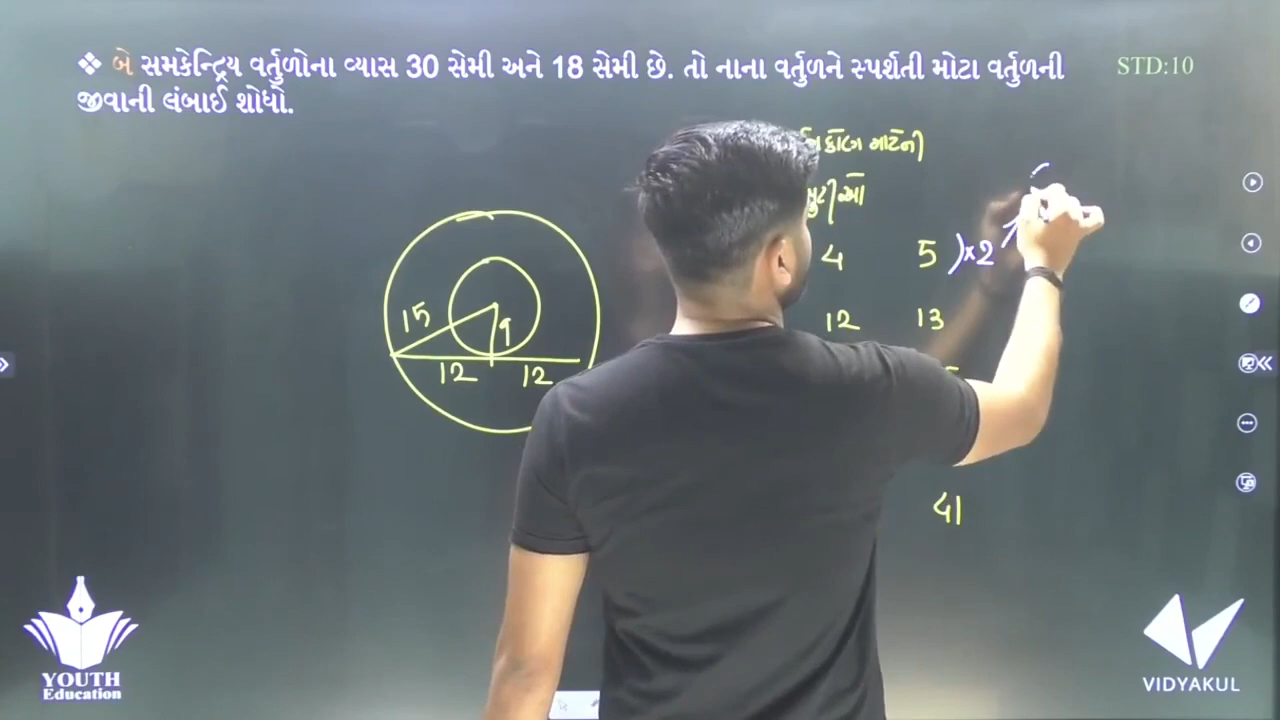 ❖ બે સમકેન્દ્રિય વર્તુળોના વ્યાસ 30 સેમી અને 18 સેમી છે. તો નાના વર્તુળને સ્પર્શતી મોટા વર્તુળની
જીવાની લંબાઈ શોધો.
STD:10
માટેની
4 5 )×2
12 13
41
15
9
12 12
YOUTH
Education
VIDYAKUL